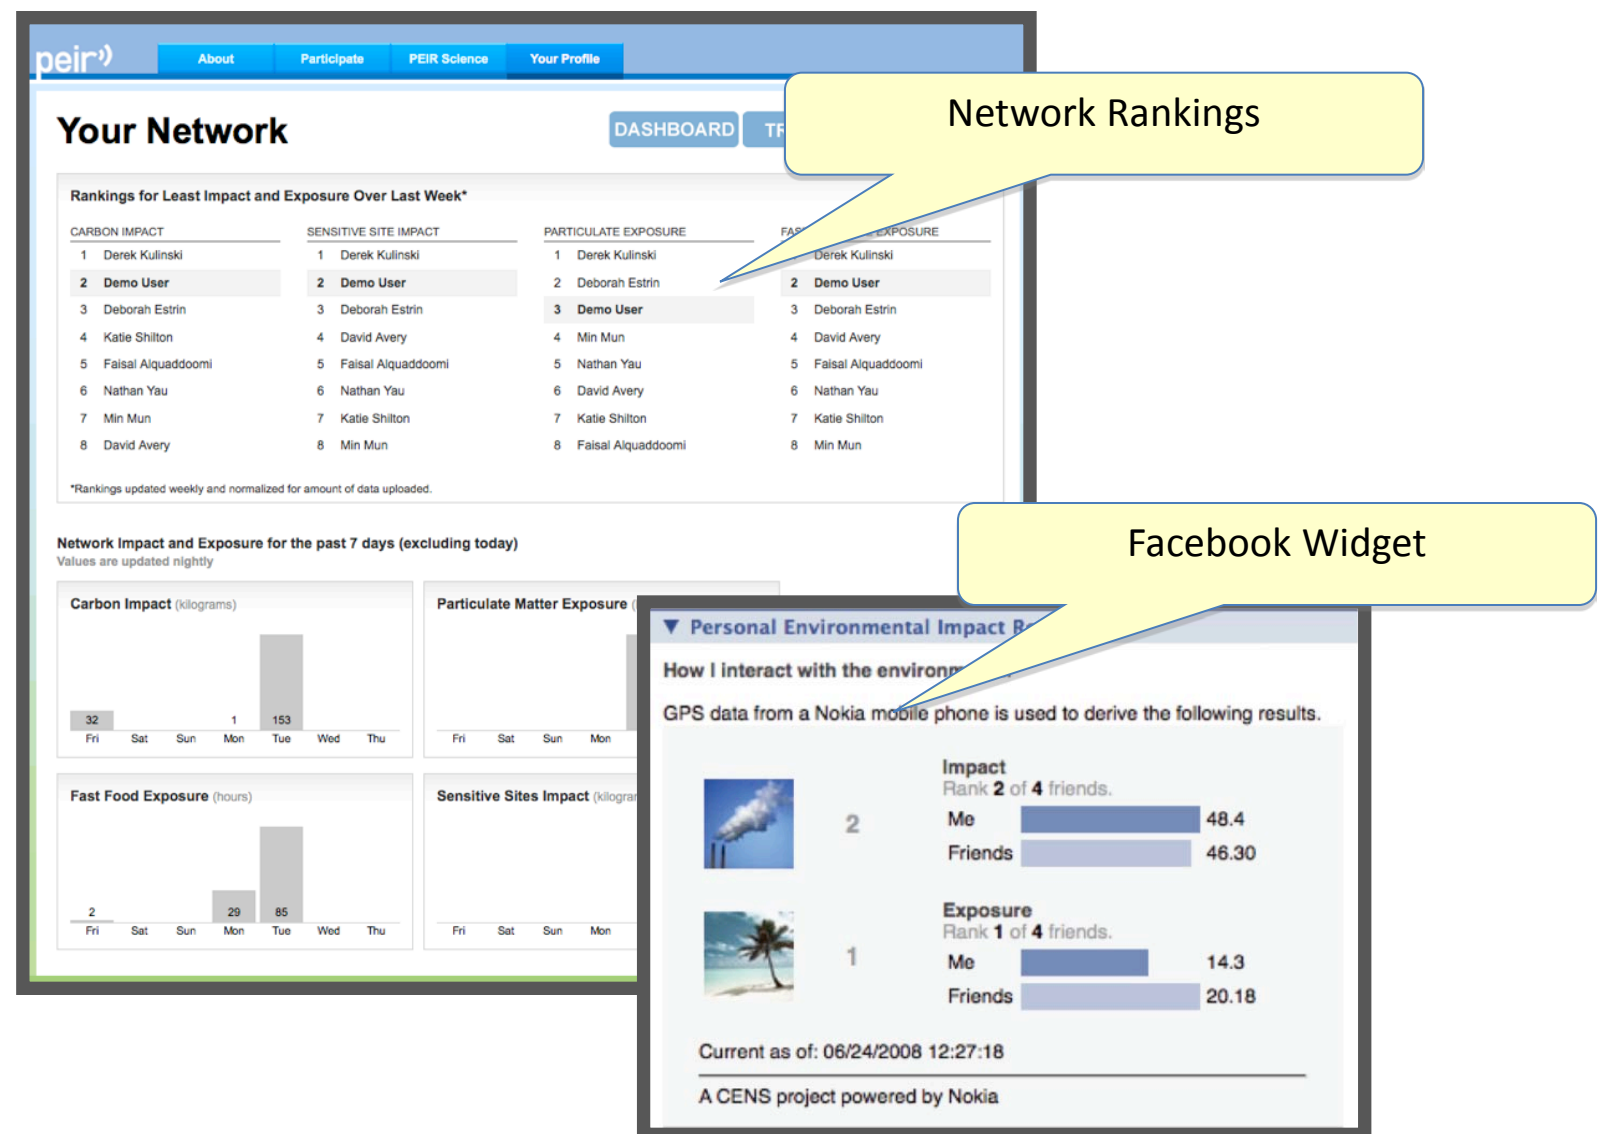 peir
About Participate PEIR Science Your Profile
Network Rankings
Your Network
DASHBOARD
Rankings for Least Impact and Exposure Over Last Week*
CARBON IMPACT
1 Derek Kulinski
2 Demo User
3 Deborah Estrin
4 Katie Shilton
5 Faisal Alquaddoomi
6 Nathan Yau
7 Min Mun
8 David Avery
SENSITIVE SITE IMPACT
1 Derek Kulinski
2 Demo User
3 Deborah Estrin
4 David Avery
5 Faisal Alquaddoomi
6 Nathan Yau
7 Katie Shilton
8 Min Mun
PARTICULATE EXPOSURE
1 Derek Kulinski
2 Deborah Estrin
3 Demo User
4 Min Mun
5 Nathan Yau
6 David Avery
7 Katie Shilton
8 Faisal Alquaddoomi
EXPOSURE
Derek Kulinski
2 Demo User
3 Deborah Estrin
4 David Avery
5 Faisal Alquaddoomi
6 Nathan Yau
7 Katie Shilton
8 Min Mun
*Rankings updated weekly and normalized for amount of data uploaded.
Facebook Widget
Network Impact and Exposure for the past 7 days (excluding today)
Values are updated nightly
Carbon Impact (kilograms)
32 1 153
Fri Sat Sun Mon Tue Wed Thu
Particulate Matter Exposure
Fri Sat Sun Mon
Fast Food Exposure (hours)
2 29 85
Fri Sat Sun Mon Tue Wed Thu
Sensitive Sites Impact
Fri Sat Sun Mon
Personal Environmental Impact
How I interact with the
GPS data from a Nokia mobile phone is used to derive the following results.
2
Impact
Rank 2 of 4 friends.
Me 48.4
Friends 46.30
1
Exposure
Rank 1 of 4 friends.
Me 14.3
Friends 20.18
Current as of: 06/24/2008 12:27:18
A CENS project powered by Nokia